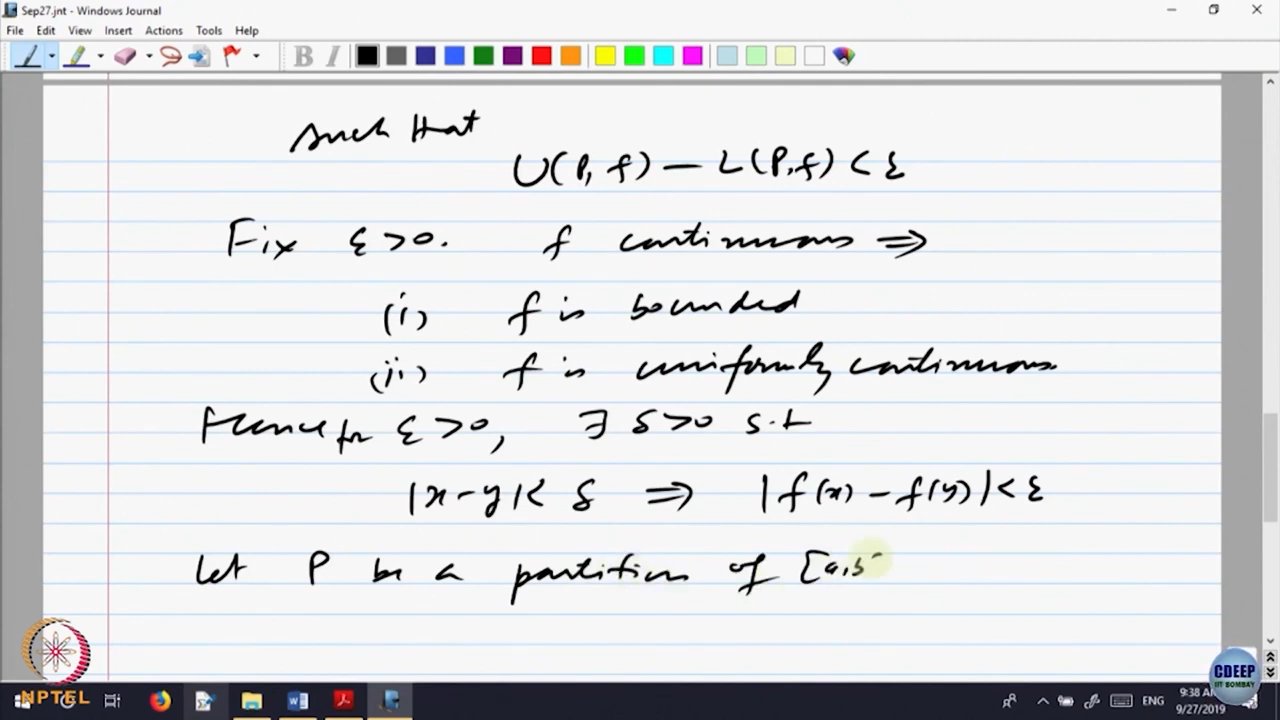 Sep27.jnt - Windows Journal
File Edit View Insert Actions Tools Help
B I
such that
U(P, f) — L(P, f) < ε
Fix ε > 0. f continuous ⇒
(i) f is bounded
(ii) f is uniformly continuous
Hence for ε > 0, ∃ δ > 0 s.t
|x - y| < δ ⇒ |f(x) - f(y)| < ε
Let P be a partition of [a,b
NPTEL
CDEEP
IIT BOMBAY
ENG
9:38 AM
9/27/2019